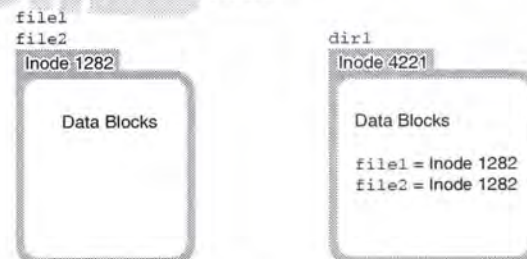 file1
file2
Inode 1282
Data Blocks
dir1
Inode 4221
Data Blocks
file1 = Inode 1282
file2 = Inode 1282